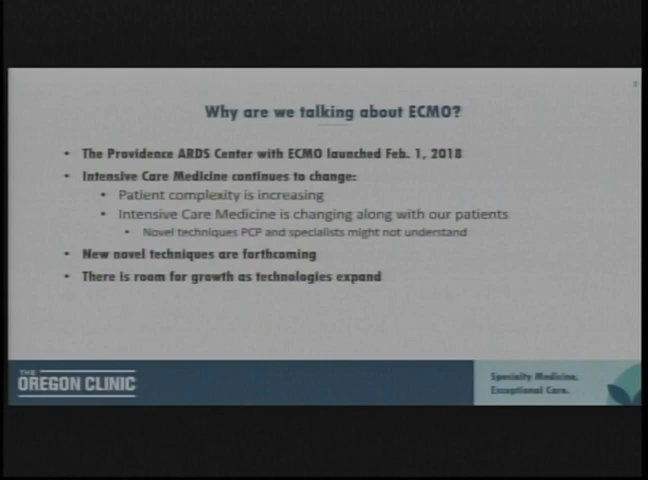 Why are we talking about ECMO?
• The Providence ARDS Center with ECMO launched Feb. 1, 2018
• Intensive Care Medicine continues to change:
• Patient complexity is increasing
• Intensive Care Medicine is changing along with our patients
• Novel techniques PCP and specialists might not understand
• New novel techniques are forthcoming
• There is room for growth as technologies expand
THE
OREGON CLINIC
Specialty Medicine.
Exceptional Care.